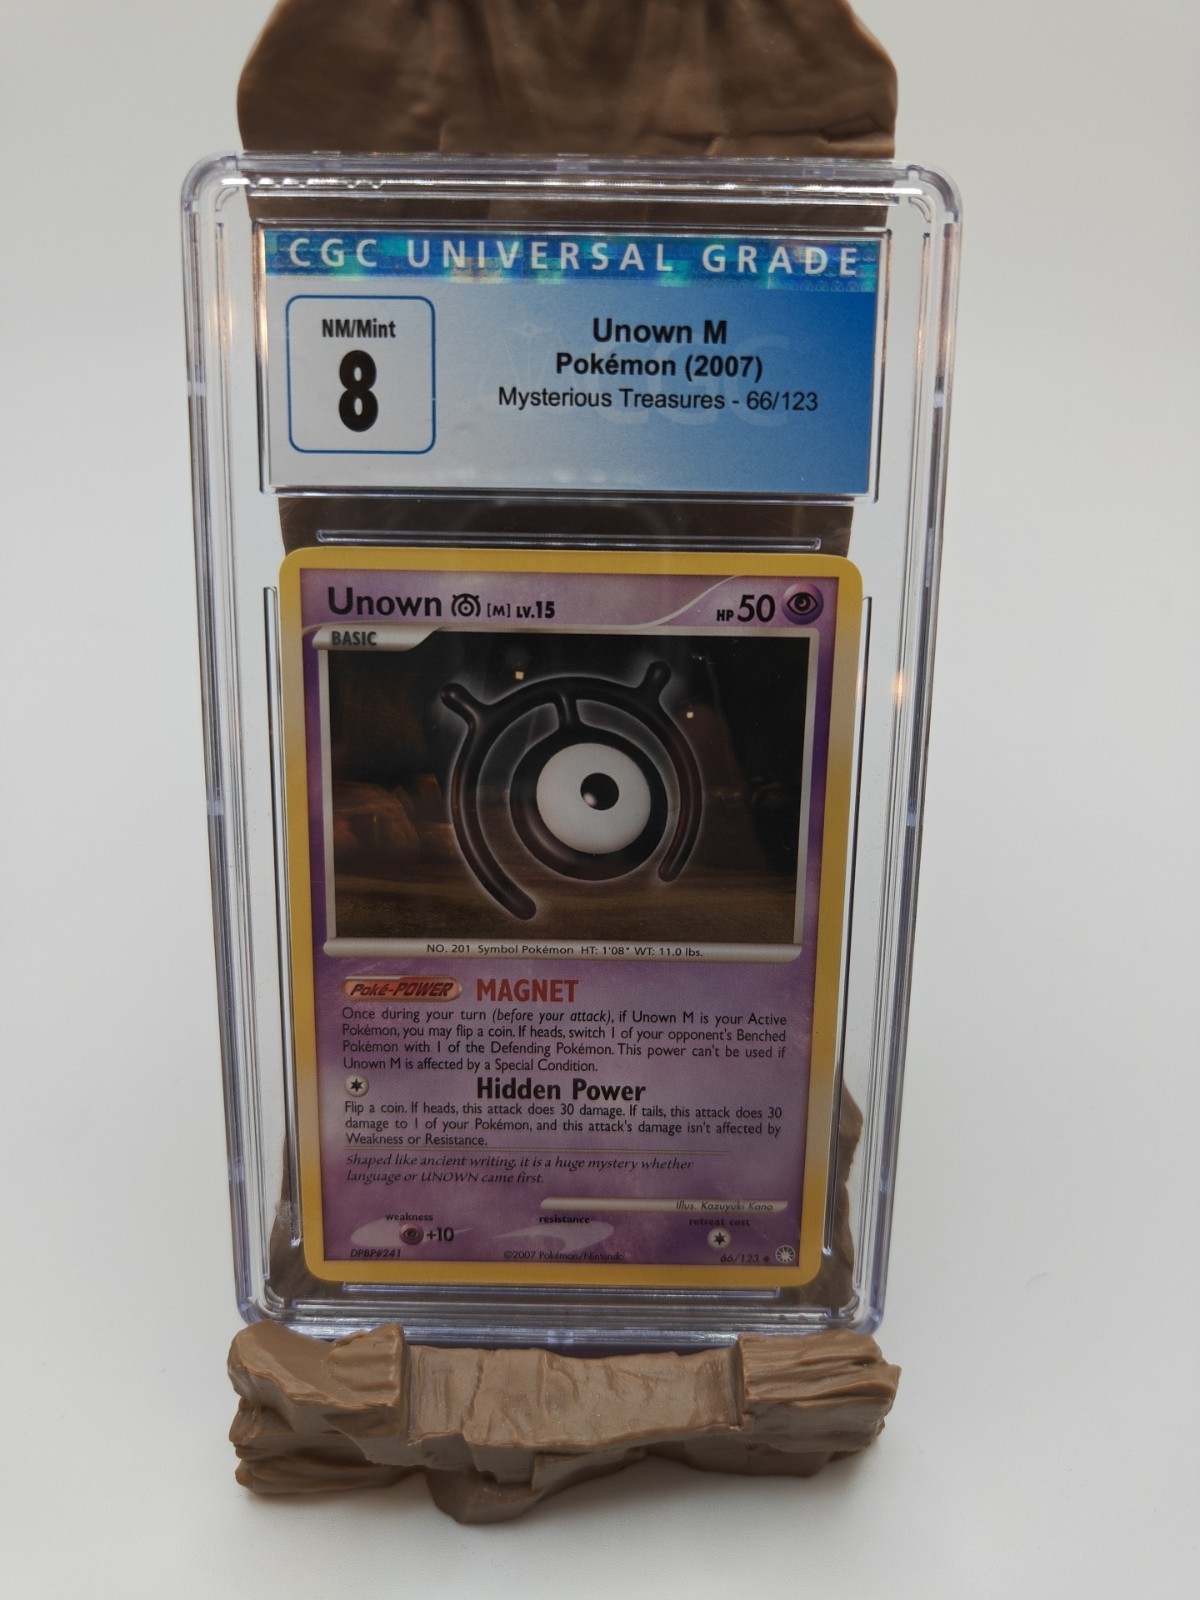 CGC UNIVERSAL GRADE
NM/Mint
8
Unown M
Pokémon (2007)
Mysterious Treasures - 66/123
Unown [M] LV.15
HP 50
BASIC
NO. 201 Symbol Pokémon HT: 1'08" WT: 11.0 lbs.
Poké-POWER MAGNET
Once during your turn (before your attack), if Unown M is your Active
Pokémon, you may flip a coin. If heads, switch 1 of your opponent's Benched
Pokémon with 1 of the Defending Pokémon. This power can't be used if
Unown M is affected by a Special Condition.
Hidden Power
Flip a coin. If heads, this attack does 30 damage. If tails, this attack does 30
damage to 1 of your Pokémon, and this attack's damage isn't affected by
Weakness or Resistance.
Shaped like ancient writing, it is a huge mystery whether
language or UNOWN came first.
Illus. Kazuyuki Kano
weakness resistance retreat cost
+10
DPBP#241 ©2007 Pokémon/Nintendo 66/123